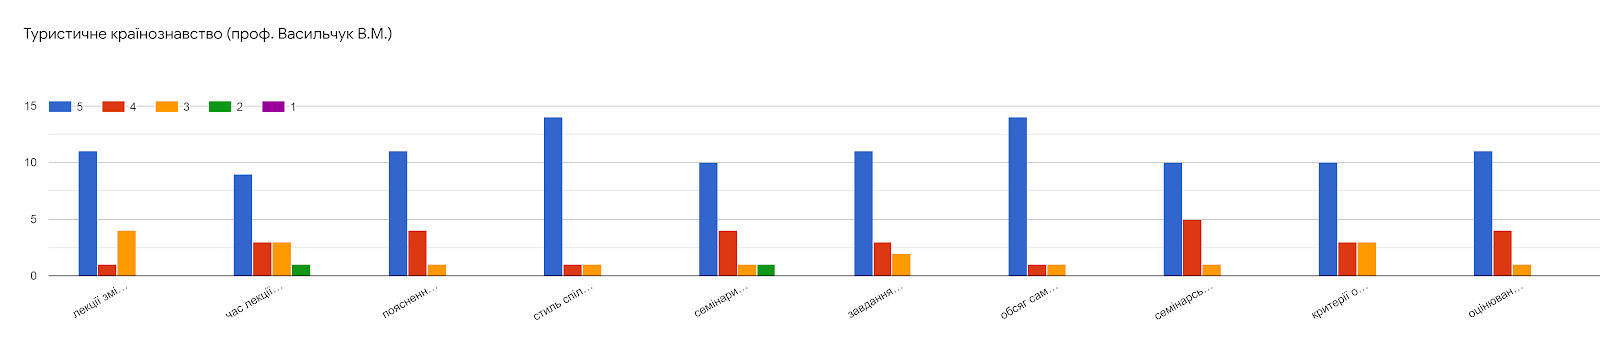 Туристичне країнознавство (проф. Васильчук В.М.)
15 5 4 3 2 1
10
5
0
лекції змі…
час лекції…
пояснен…
стиль спіл…
семінари…
завдання…
обсяг сам…
семінарсь…
критерії о…
оцінюван…